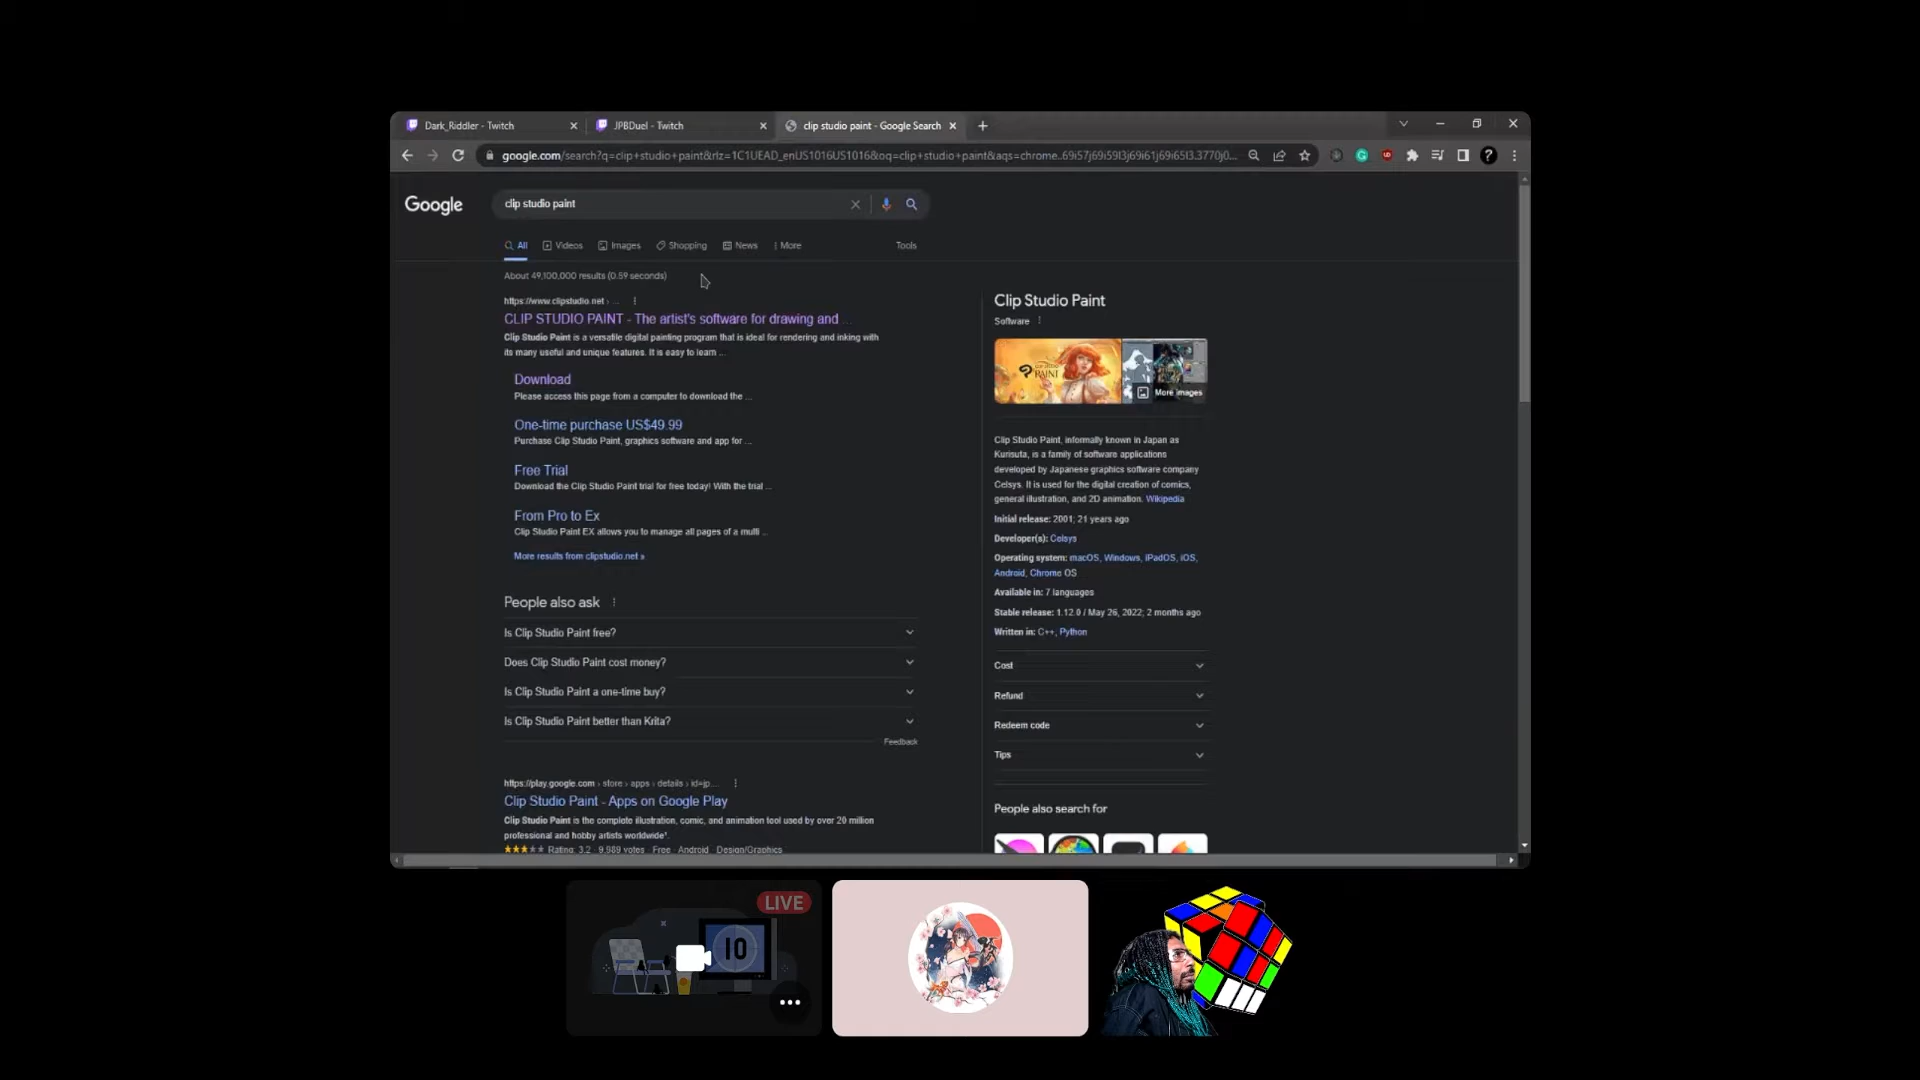 Dark_Riddler - Twitch
JPBDuel - Twitch
clip studio paint - Google Search
google.com/search?q=clip+studio+paint&rlz=1C1UEAD_enUS1016US1016&oq=clip+studio+paint&aqs=chrome..69i57j69i59l3j69i61j69i65l3.3770j0...
Google
clip studio paint
All
Videos
Images
Shopping
News
More
Tools
About 49,100,000 results (0.59 seconds)
https://www.clipstudio.net › ...
CLIP STUDIO PAINT - The artist's software for drawing and ...
Clip Studio Paint is a versatile digital painting program that is ideal for rendering and inking with
its many useful and unique features. It is easy to learn ...
Download
Please access this page from a computer to download the ...
One-time purchase US$49.99
Purchase Clip Studio Paint, graphics software and app for ...
Free Trial
Download the Clip Studio Paint trial for free today! With the trial ...
From Pro to Ex
Clip Studio Paint EX allows you to manage all pages of a multi ...
More results from clipstudio.net »
People also ask
Is Clip Studio Paint free?
Does Clip Studio Paint cost money?
Is Clip Studio Paint a one-time buy?
Is Clip Studio Paint better than Krita?
Feedback
https://play.google.com › store › apps › details › id=jp...
Clip Studio Paint - Apps on Google Play
Clip Studio Paint is the complete illustration, comic, and animation tool used by over 20 million
professional and hobby artists worldwide¹.
Rating: 3.2 · 9,989 votes · Free · Android · Design/Graphics
Clip Studio Paint
Software
PAINT
More images
Clip Studio Paint, informally known in Japan as
Kurisuta, is a family of software applications
developed by Japanese graphics software company
Celsys. It is used for the digital creation of comics,
general illustration, and 2D animation. Wikipedia
Initial release: 2001; 21 years ago
Developer(s): Celsys
Operating system: macOS, Windows, iPadOS, iOS,
Android, Chrome OS
Available in: 7 languages
Stable release: 1.12.0 / May 26, 2022; 2 months ago
Written in: C++, Python
Cost
Refund
Redeem code
Tips
People also search for
LIVE
10